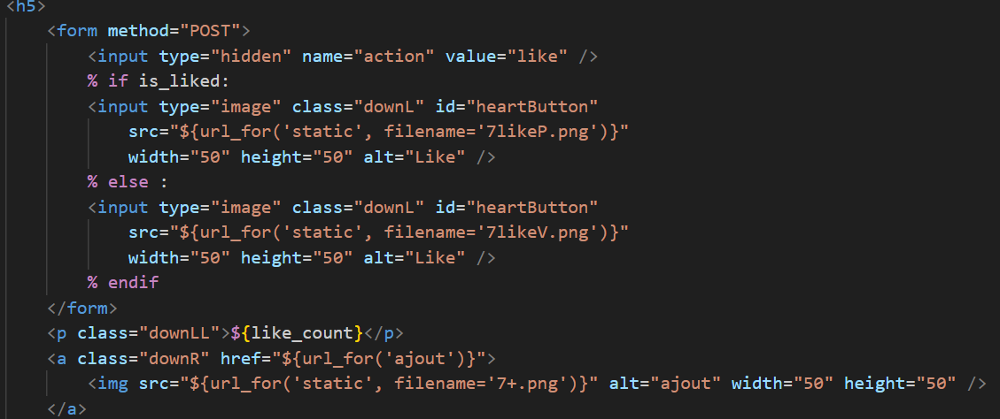 <h5>
<form method="POST">
<input type="hidden" name="action" value="like" />
% if is_liked:
<input type="image" class="downL" id="heartButton"
src="${url_for('static', filename='7likeP.png')}"
width="50" height="50" alt="Like" />
% else :
<input type="image" class="downL" id="heartButton"
src="${url_for('static', filename='7likeV.png')}"
width="50" height="50" alt="Like" />
% endif
</form>
<p class="downLL">${like_count}</p>
<a class="downR" href="${url_for('ajout')}">
<img src="${url_for('static', filename='7+.png')}" alt="ajout" width="50" height="50" />
</a>